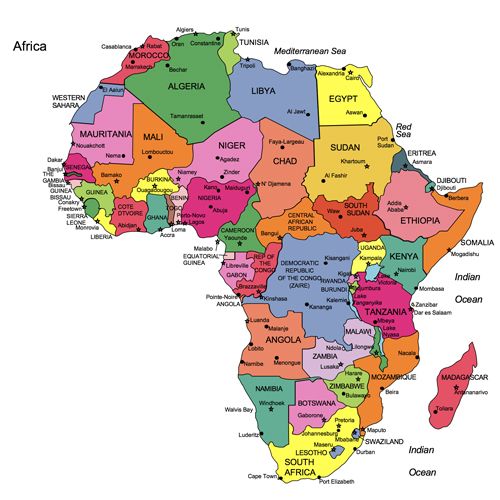 Africa
Algiers
Tunis
Oran
Constantine
Casablanca
Rabat
MOROCCO
Marrakech
TUNISIA
Mediterranean Sea
Tripoli
Banghazi
Alexandria
Cairo
Bechar
El Aaiun
ALGERIA
LIBYA
EGYPT
WESTERN
SAHARA
Tamanrasset
Al Jawf
Aswan
Red
Sea
Port
Sudan
MAURITANIA
Nouakchott
Nema
MALI
Lombouctou
NIGER
Agadez
Zinder
Niamey
CHAD
Faya-Largeau
N' Djamena
SUDAN
Khartoum
Al Fashir
ERITREA
Asmara
DJIBOUTI
Djibouti
Berbera
Dakar
SENEGAL
Banjul
THE
GAMBIA
Bissau
GUINEA
BISSAU
Bamako
BURKINA
Ouagadougou
GUINEA
Conakry
Freetown
SIERRA
LEONE
Monrovia
LIBERIA
COTE
D'IVOIRE
Abidjan
GHANA
Accra
TOGO
Loma
BENIN
Porto-Novo
Lagos
NIGERIA
Kano
Maiduguri
Abuja
CAMEROON
Yaounde
Malabo
EQUATORIAL
GUINEA
CENTRAL
AFRICAN
REPUBLIC
Bangui
SOUTH
SUDAN
Waw
Juba
Addis
Ababa
ETHIOPIA
SOMALIA
Mogadishu
Libreville
GABON
REP OF
THE
CONGO
Brazzaville
Pointe-Noire
ANGOLA
Kinshasa
DEMOCRATIC
REPUBLIC
OF THE CONGO
(ZAIRE)
Kisangani
Kananga
Kalemie
UGANDA
Kampala
KENYA
Nairobi
Mombasa
Lake
Victoria
Kigali
RWANDA
BURUNDI
Bujumbura
Lake
Tanganyika
TANZANIA
Mbeya
Lake
Nyasa
Zanzibar
Dar es Salaam
Indian
Ocean
Luanda
Malanje
ANGOLA
Lobito
Namibe
Menongue
ZAMBIA
Ndola
Lusaka
MALAWI
Lilongwe
MOZAMBIQUE
Nacala
Beira
Harare
ZIMBABWE
Bulawayo
NAMIBIA
Windhoek
Walvis Bay
Luderitz
BOTSWANA
Gaborone
Pretoria
Johannesburg
Mbabane
Maputo
SWAZILAND
Maseru
LESOTHO
Durban
SOUTH
AFRICA
Cape Town
Port Elizabeth
MADAGASCAR
Antananarivo
Toliara
Indian
Ocean